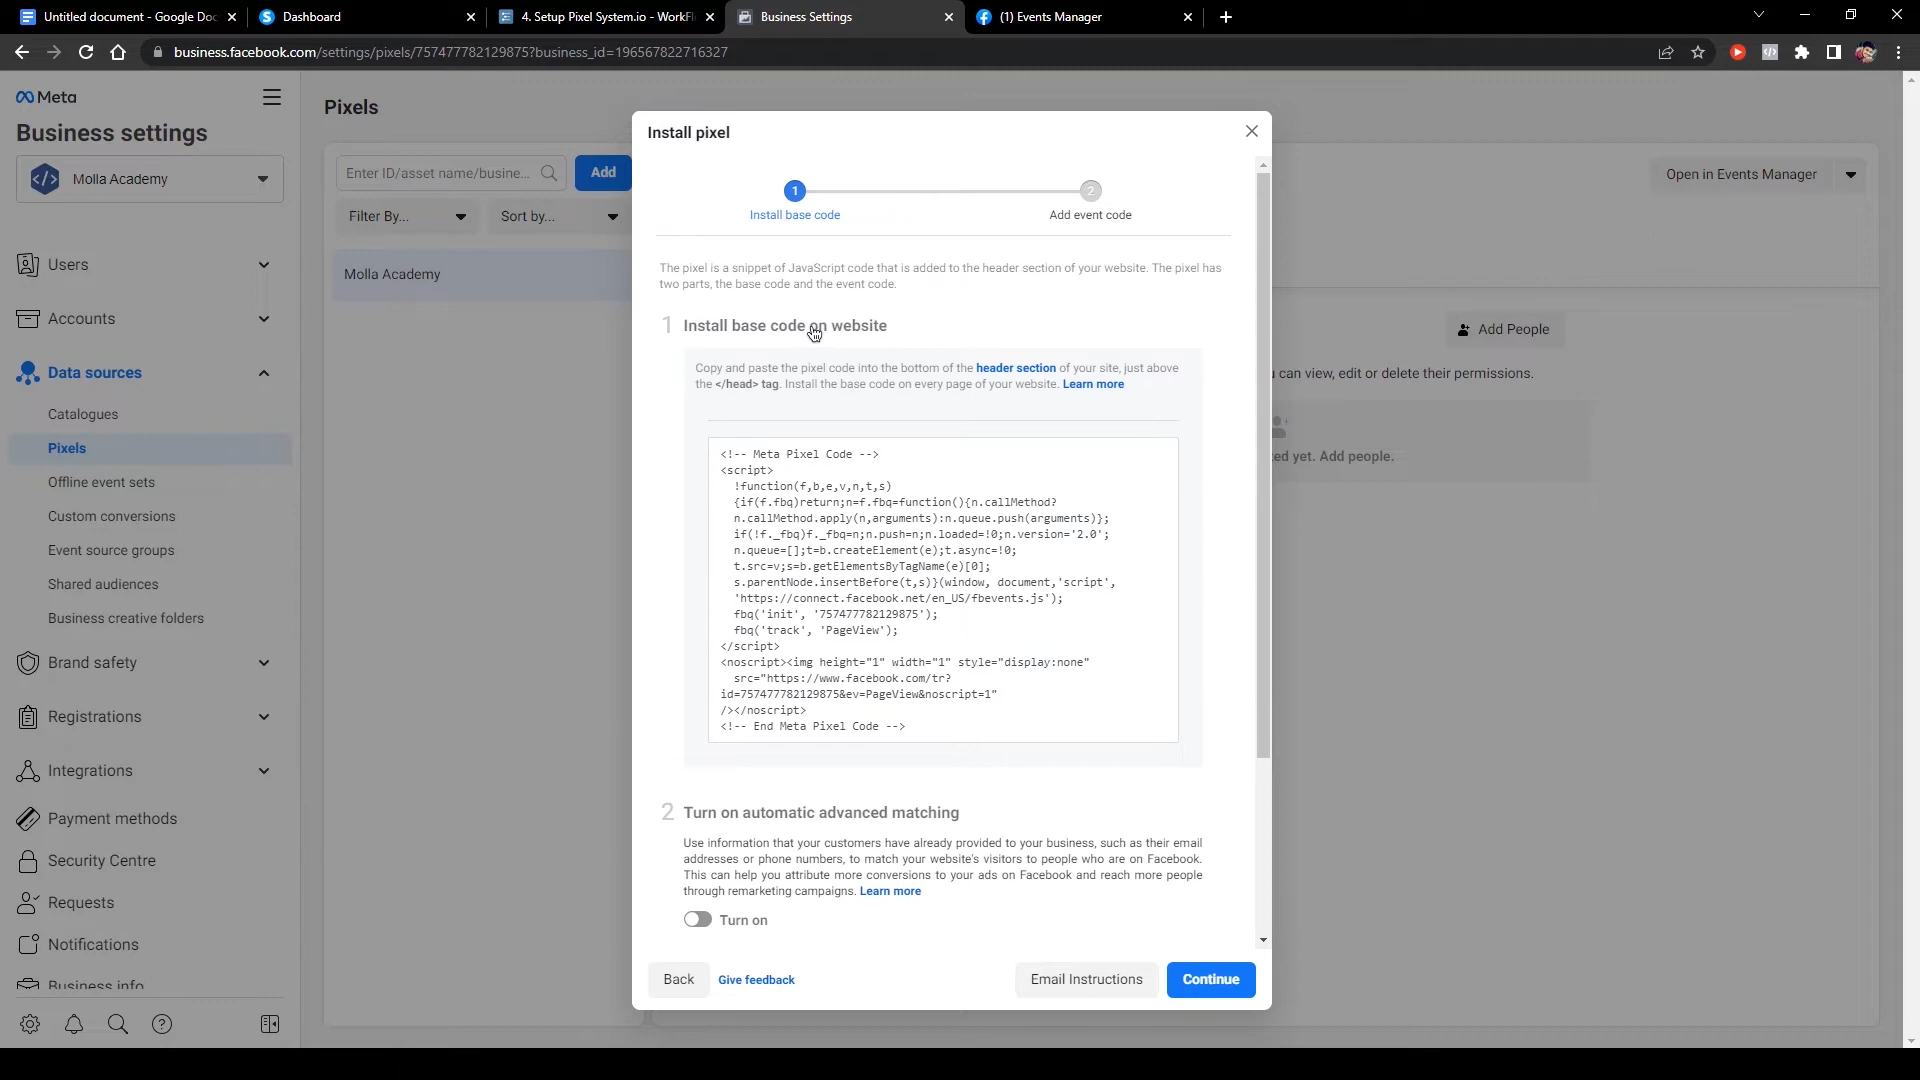 Untitled document - Google Doc
Dashboard
4. Setup Pixel System.io - WorkFl
Business Settings
(1) Events Manager
business.facebook.com/settings/pixels/757477782129875?business_id=196567822716327
Meta
Business settings
Molla Academy
Users
Accounts
Data sources
Catalogues
Pixels
Offline event sets
Custom conversions
Event source groups
Shared assets
Business creative folders
Brand safety
Registrations
Integrations
Payment methods
Security Centre
Requests
Notifications
Business info
Pixels
Enter ID/asset name/busine...
Add
Filter By...
Sort by...
Molla Academy
Open in Events Manager
Add People
can view, edit or delete their permissions.
ed yet. Add people.
Install pixel
1
2
Install base code
Add event code
The pixel is a snippet of JavaScript code that is added to the header section of your website. The pixel has
two parts, the base code and the event code.
1 Install base code on website
Copy and paste the pixel code into the bottom of the header section of your site, just above
the </head> tag. Install the base code on every page of your website. Learn more
<!-- Meta Pixel Code -->
<script>
!function(f,b,e,v,n,t,s)
{if(f.fbq)return;n=f.fbq=function(){n.callMethod?
n.callMethod.apply(n,arguments):n.queue.push(arguments)};
if(!f._fbq)f._fbq=n;n.push=n;n.loaded=!0;n.version='2.0';
n.queue=[];t=b.createElement(e);t.async=!0;
t.src=v;s=b.getElementsByTagName(e)[0];
s.parentNode.insertBefore(t,s)}(window, document,'script',
'https://connect.facebook.net/en_US/fbevents.js');
fbq('init', '757477782129875');
fbq('track', 'PageView');
</script>
<noscript><img height="1" width="1" style="display:none"
src="https://www.facebook.com/tr?
id=757477782129875&ev=PageView&noscript=1"
/></noscript>
<!-- End Meta Pixel Code -->
2 Turn on automatic advanced matching
Use information that your customers have already provided to your business, such as their email
addresses or phone numbers, to match your website's visitors to people who are on Facebook.
This can help you attribute more conversions to your ads on Facebook and reach more people
through remarketing campaigns. Learn more
Turn on
Back
Give feedback
Email Instructions
Continue